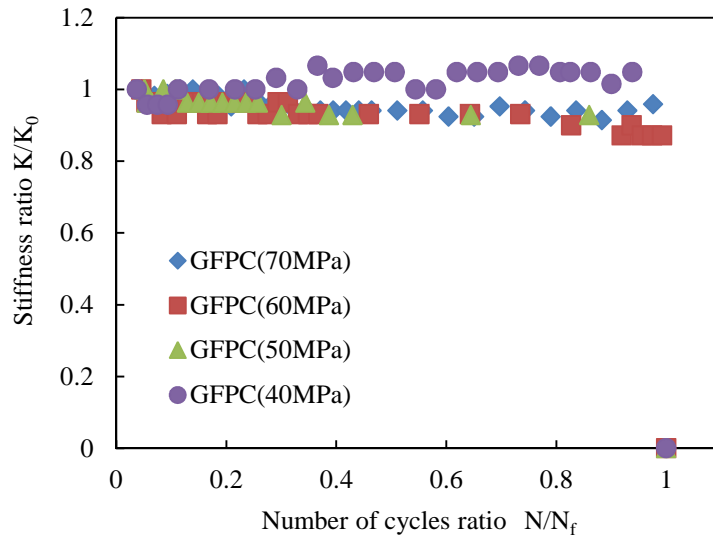 1.2
1
0.8
0.6
0.4
0.2
0
Stiffness ratio K/K₀
GFPC(70MPa)
GFPC(60MPa)
GFPC(50MPa)
GFPC(40MPa)
0 0.2 0.4 0.6 0.8 1
Number of cycles ratio N/Nf